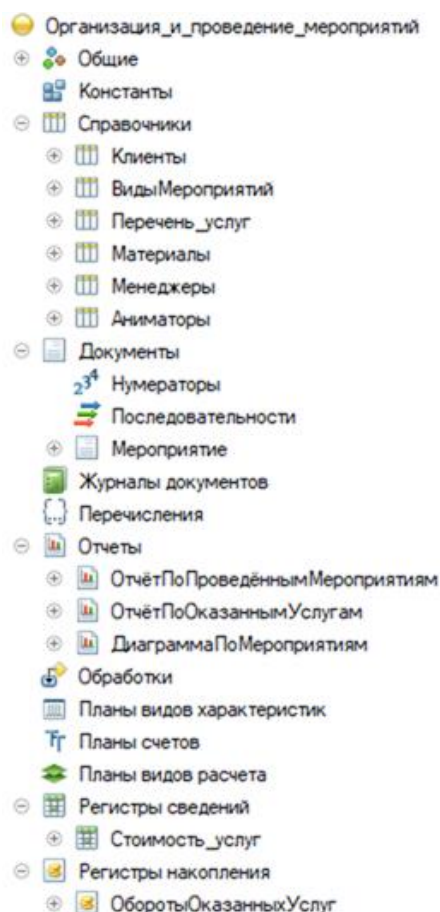 Организация_и_проведение_мероприятий
Общие
Константы
Справочники
Клиенты
ВидыМероприятий
Перечень_услуг
Материалы
Менеджеры
Аниматоры
Документы
Нумераторы
Последовательности
Мероприятие
Журналы документов
Перечисления
Отчеты
ОтчётПоПроведённымМероприятиям
ОтчётПоОказаннымУслугам
ДиаграммаПоМероприятиям
Обработки
Планы видов характеристик
Планы счетов
Планы видов расчета
Регистры сведений
Стоимость_услуг
Регистры накопления
ОборотыОказанныхУслуг